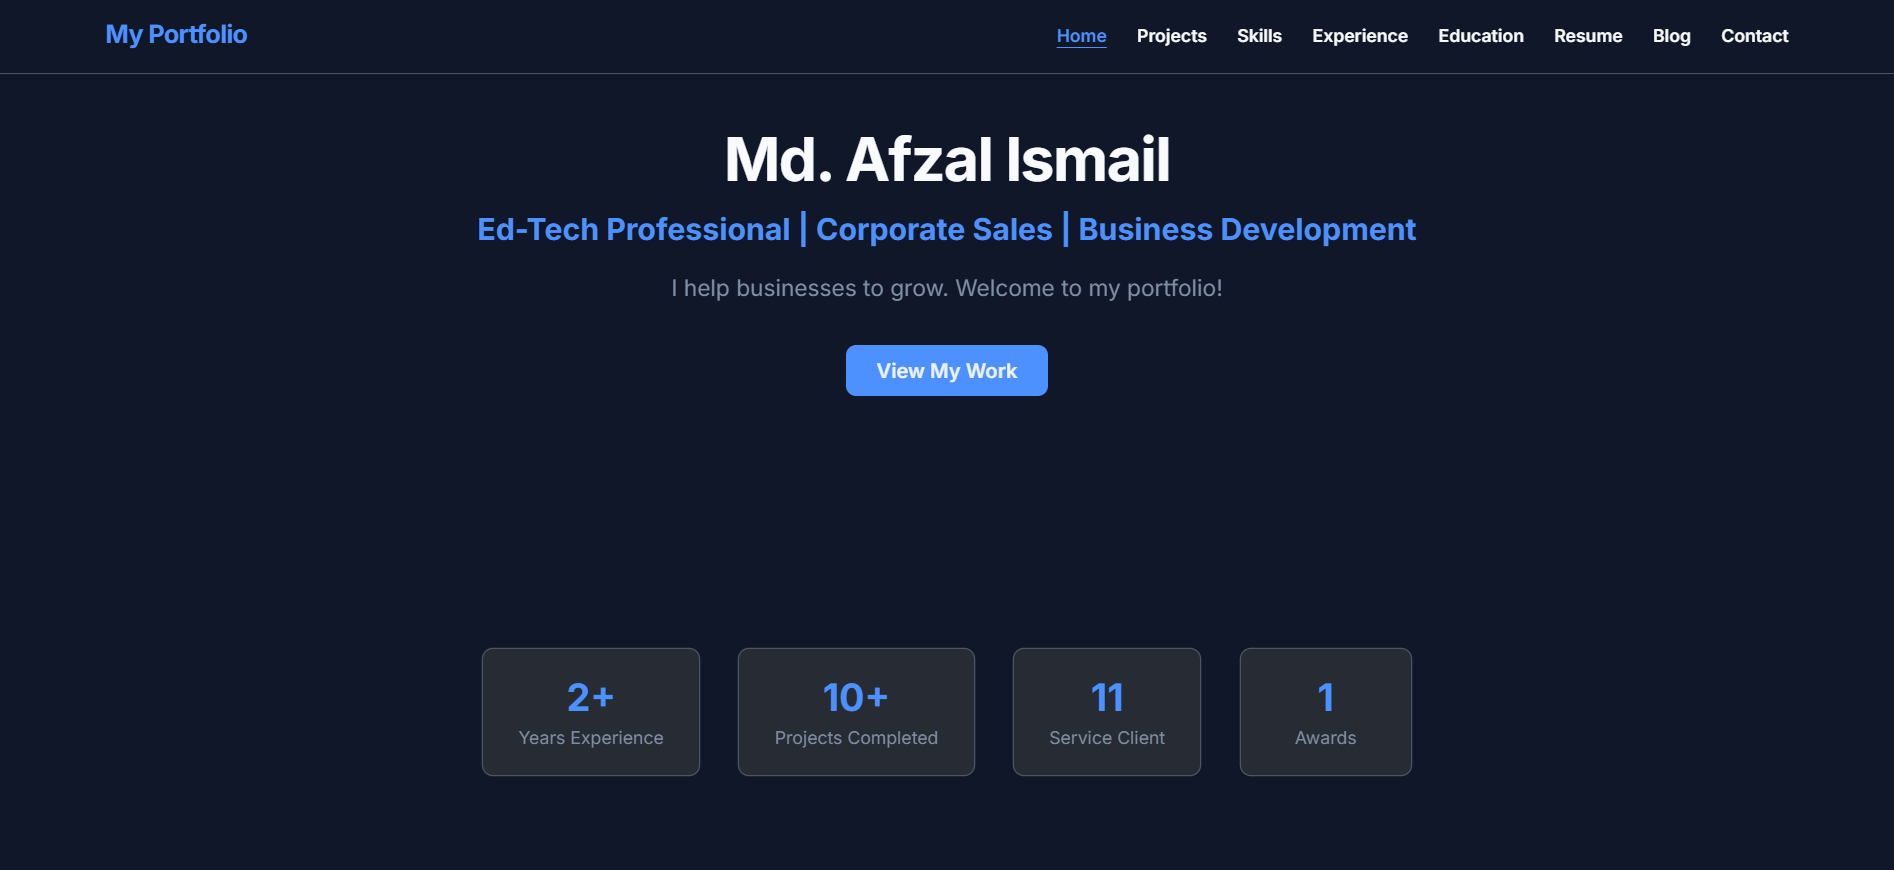 My Portfolio
Home Projects Skills Experience Education Resume Blog Contact
Md. Afzal Ismail
Ed-Tech Professional | Corporate Sales | Business Development
I help businesses to grow. Welcome to my portfolio!
View My Work
2+
Years Experience
10+
Projects Completed
11
Service Client
1
Awards